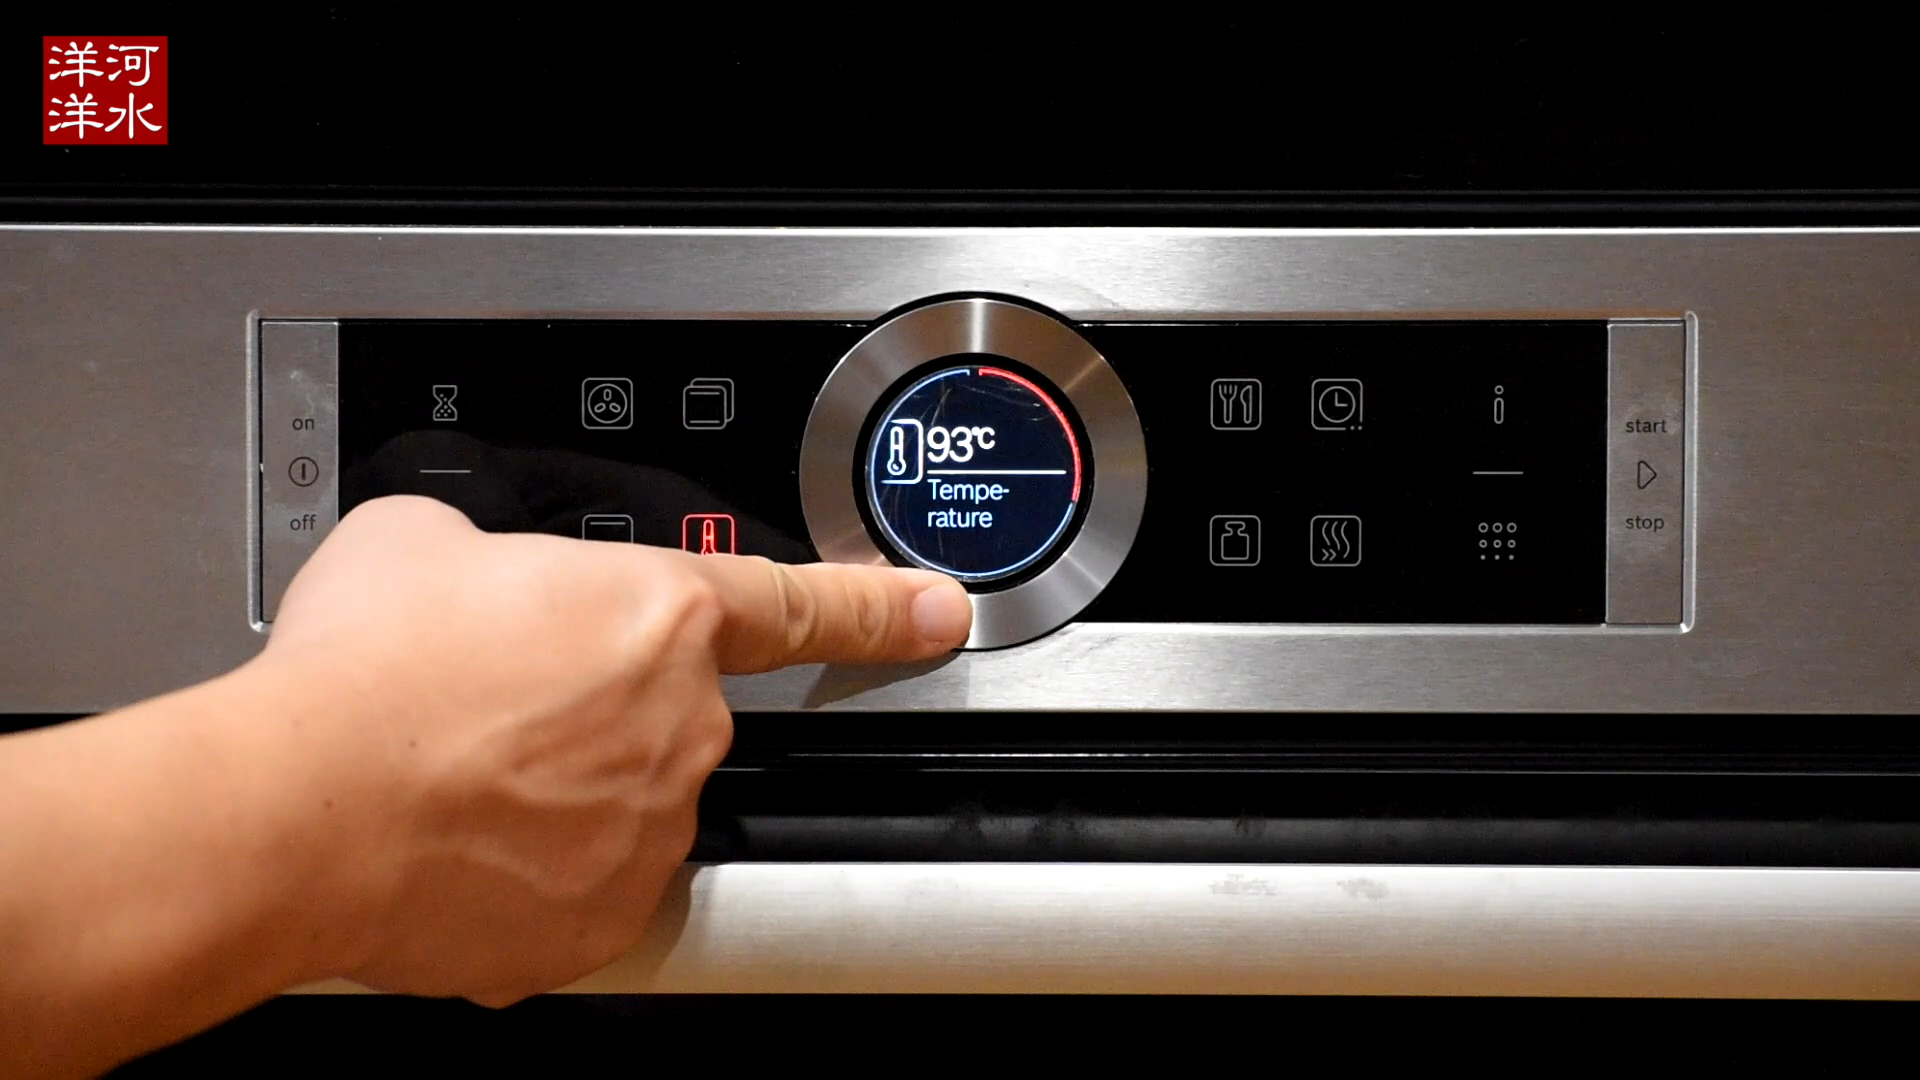 洋河
洋水
on
off
93°C
Tempe-
rature
start
stop